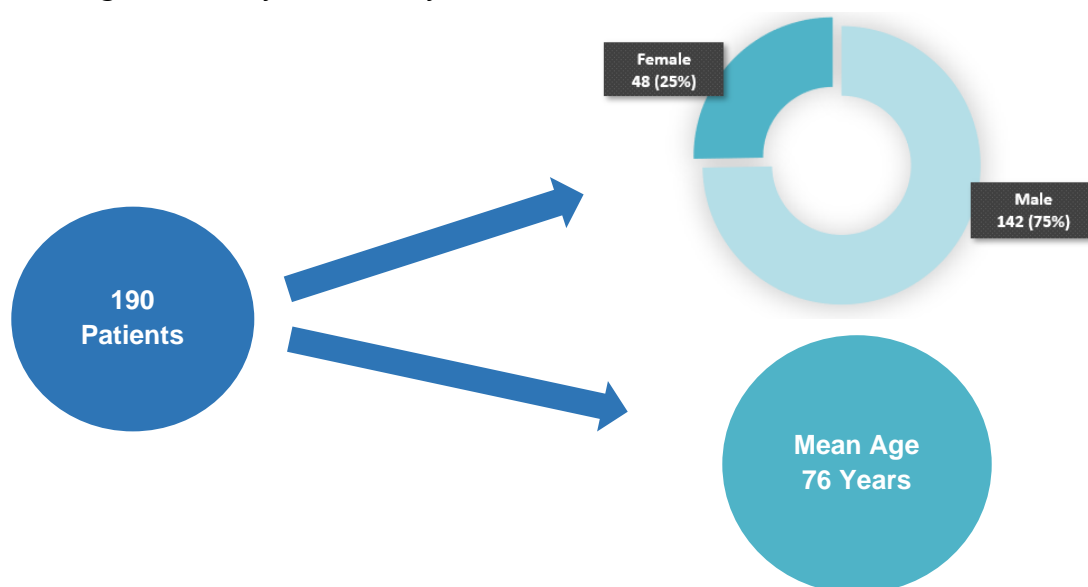 190
Patients
Female
48 (25%)
Male
142 (75%)
Mean Age
76 Years